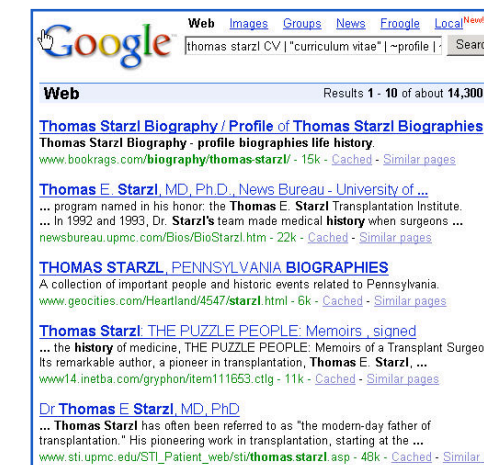 Web Images Groups News Froogle Local New!
Google
thomas starzl CV | "curriculum vitae" | ~profile | ~ Sear
Web Results 1 - 10 of about 14,300
Thomas Starzl Biography / Profile of Thomas Starzl Biographies
Thomas Starzl Biography - profile biographies life history.
www.bookrags.com/biography/thomas-starzl/ - 15k - Cached - Similar pages
Thomas E. Starzl, MD, Ph.D., News Bureau - University of ...
... program named in his honor: the Thomas E. Starzl Transplantation Institute.
... In 1992 and 1993, Dr. Starzl's team made medical history when surgeons ...
newsbureau.upmc.com/Bios/BioStarzl.htm - 22k - Cached - Similar pages
THOMAS STARZL, PENNSYLVANIA BIOGRAPHIES
A collection of important people and historic events related to Pennsylvania.
www.geocities.com/Heartland/4547/starzl.html - 6k - Cached - Similar pages
Thomas Starzl: THE PUZZLE PEOPLE: Memoirs , signed
... the history of medicine, THE PUZZLE PEOPLE: Memoirs of a Transplant Surgeo
Its remarkable author, a pioneer in transplantation, Thomas E. Starzl, ...
www14.inetba.com/gryphon/item111653.ctlg - 11k - Cached - Similar pages
Dr Thomas E Starzl, MD, PhD
... Thomas Starzl has often been referred to as "the modern-day father of
transplantation." His pioneering work in transplantation, starting at the ...
www.sti.upmc.edu/STI_Patient_web/sti/thomas.starzl.asp - 48k - Cached - Similar